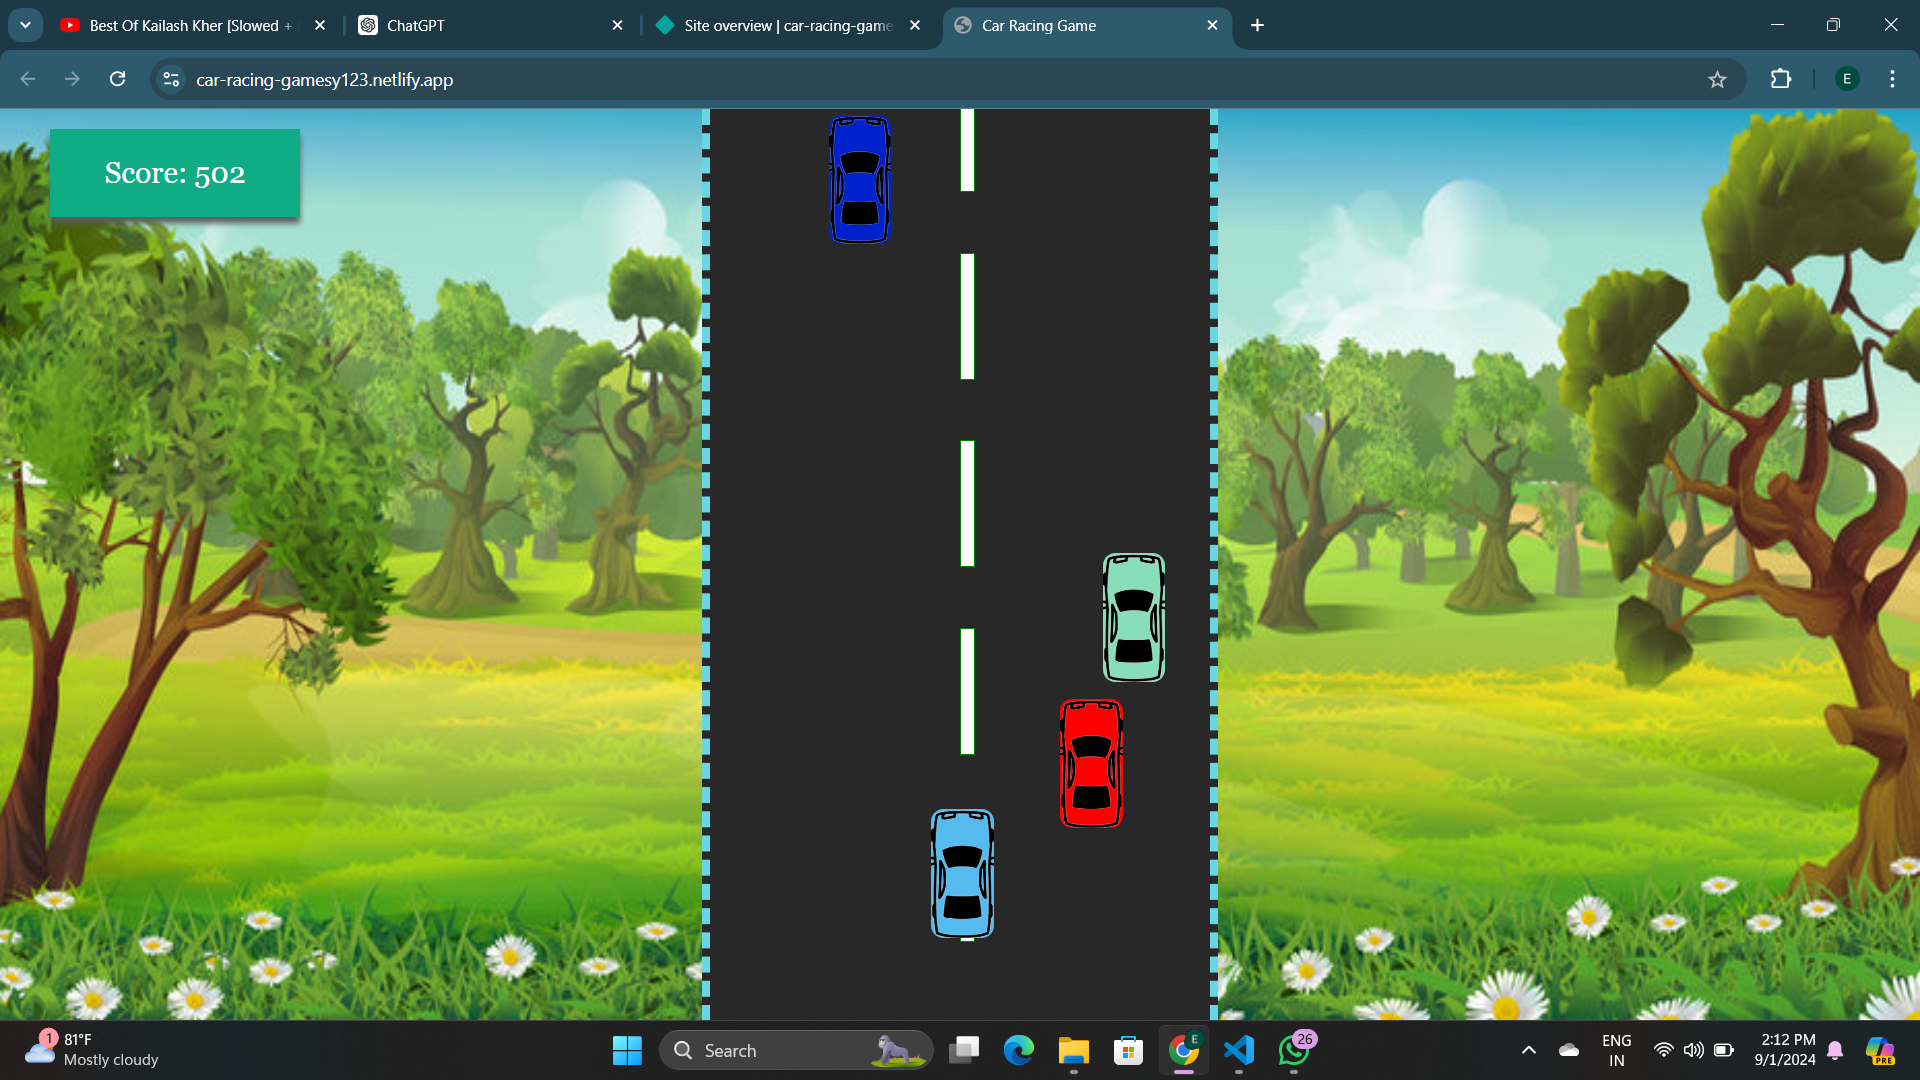 Best Of Kailash Kher [Slowed +
ChatGPT
Site overview | car-racing-game
Car Racing Game
car-racing-gamesy123.netlify.app
E
Score: 502
1
81°F
Mostly cloudy
Search
E
26
ENG
IN
2:12 PM
9/1/2024
PRE